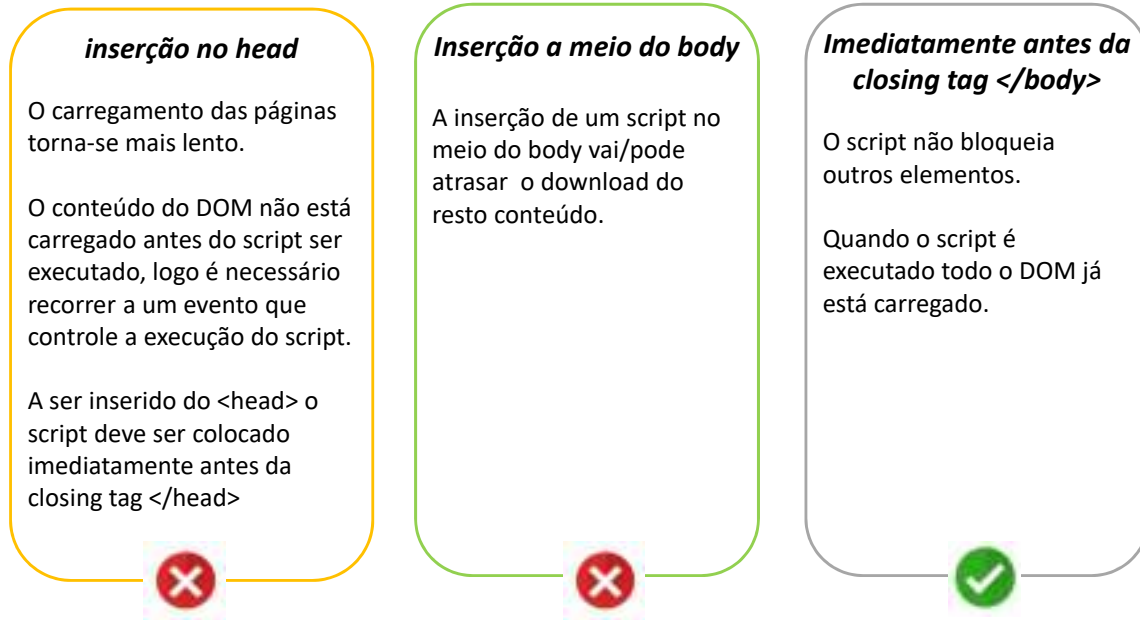 inserção no head
O carregamento das páginas
torna-se mais lento.
O conteúdo do DOM não está
carregado antes do script ser
executado, logo é necessário
recorrer a um evento que
controle a execução do script.
A ser inserido do <head> o
script deve ser colocado
imediatamente antes da
closing tag </head>
Inserção a meio do body
A inserção de um script no
meio do body vai/pode
atrasar o download do
resto conteúdo.
Imediatamente antes da
closing tag </body>
O script não bloqueia
outros elementos.
Quando o script é
executado todo o DOM já
está carregado.